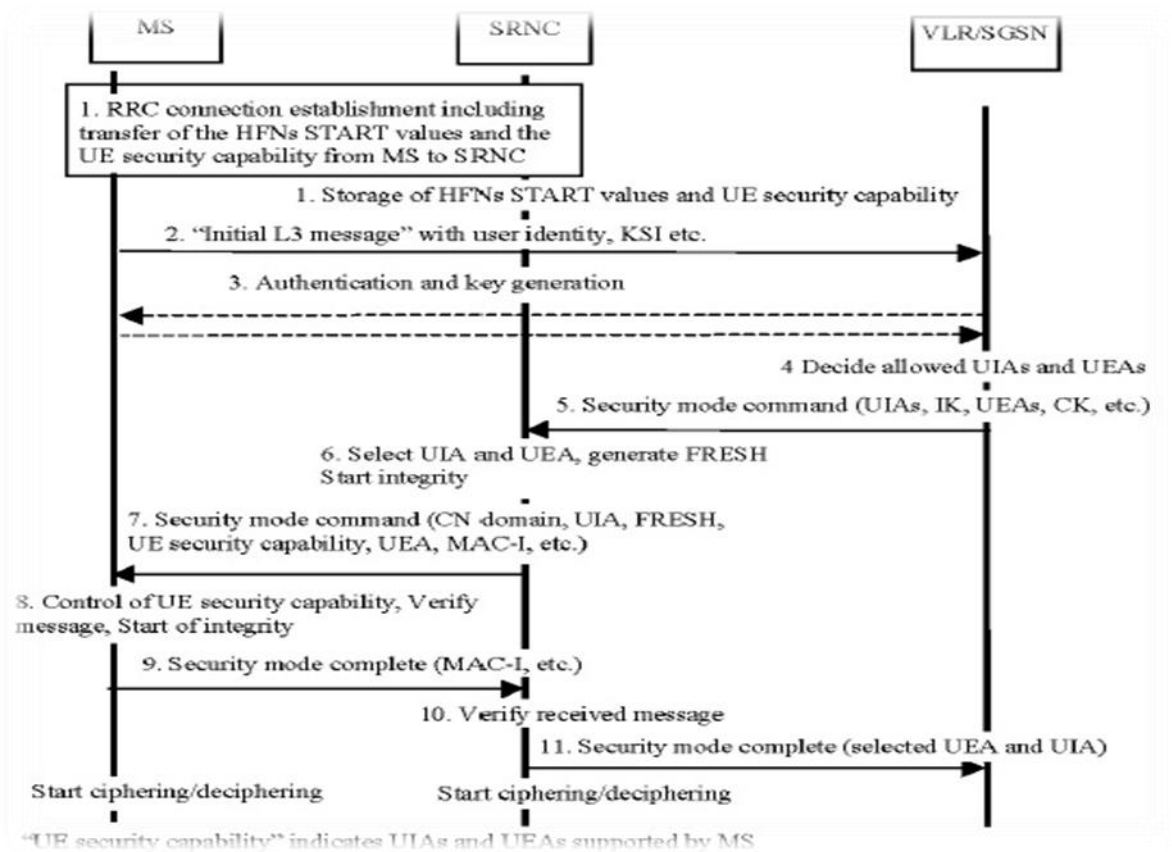 MS
SRNC
VLR/SGSN
1. RRC connection establishment including
transfer of the HFNs START values and the
UE security capability from MS to SRNC
1. Storage of HFNs START values and UE security capability
2. “Initial L3 message” with user identity, KSI etc.
3. Authentication and key generation
4 Decide allowed UIAs and UEAs
5. Security mode command (UIAs, IK, UEAs, CK, etc.)
6. Select UIA and UEA, generate FRESH
Start integrity
7. Security mode command (CN domain, UIA, FRESH,
UE security capability, UEA, MAC-I, etc.)
8. Control of UE security capability, Verify
message, Start of integrity
9. Security mode complete (MAC-I, etc.)
10. Verify received message
11. Security mode complete (selected UEA and UIA)
Start ciphering/deciphering
Start ciphering/deciphering
“UE security capability” indicates UIAs and UEAs supported by MS